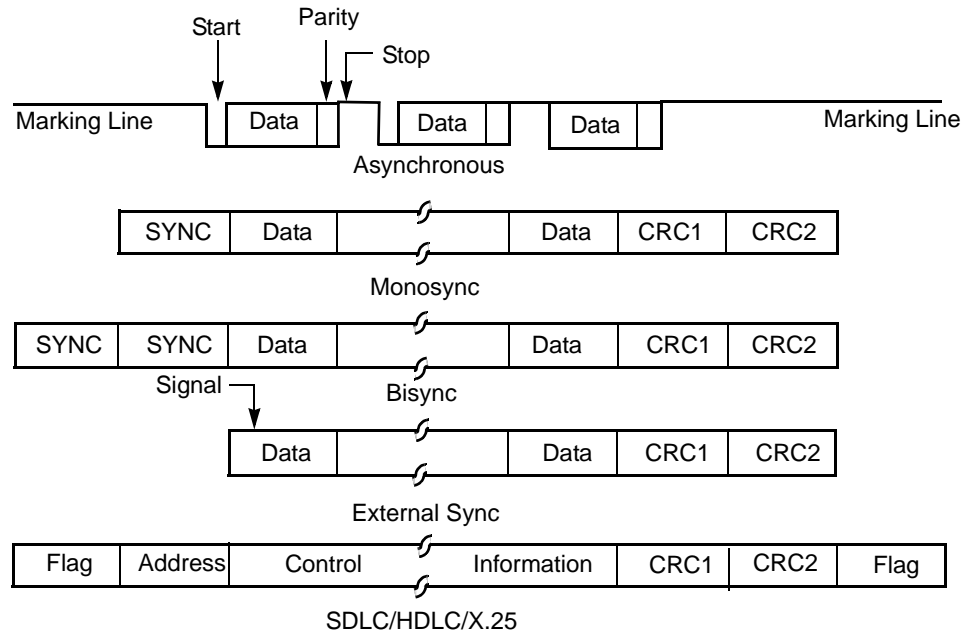 Start
Parity
Stop
Marking Line
Data
Data
Data
Marking Line
Asynchronous
SYNC Data Data CRC1 CRC2
Monosync
SYNC SYNC Data Data CRC1 CRC2
Signal
Bisync
Data Data CRC1 CRC2
External Sync
Flag Address Control Information CRC1 CRC2 Flag
SDLC/HDLC/X.25